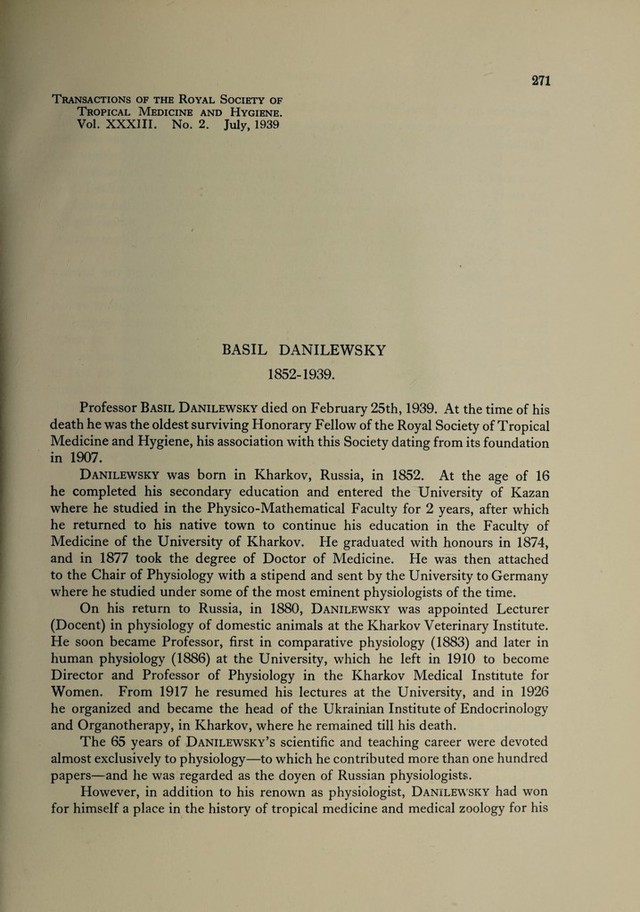 271
TRANSACTIONS OF THE ROYAL SOCIETY OF
TROPICAL MEDICINE AND HYGIENE.
Vol. XXXIII. No. 2. July, 1939
BASIL DANILEWSKY
1852-1939.
Professor BASIL DANILEWSKY died on February 25th, 1939. At the time of his
death he was the oldest surviving Honorary Fellow of the Royal Society of Tropical
Medicine and Hygiene, his association with this Society dating from its foundation
in 1907.
DANILEWSKY was born in Kharkov, Russia, in 1852. At the age of 16
he completed his secondary education and entered the University of Kazan
where he studied in the Physico-Mathematical Faculty for 2 years, after which
he returned to his native town to continue his education in the Faculty of
Medicine of the University of Kharkov. He graduated with honours in 1874,
and in 1877 took the degree of Doctor of Medicine. He was then attached
to the Chair of Physiology with a stipend and sent by the University to Germany
where he studied under some of the most eminent physiologists of the time.
On his return to Russia, in 1880, DANILEWSKY was appointed Lecturer
(Docent) in physiology of domestic animals at the Kharkov Veterinary Institute.
He soon became Professor, first in comparative physiology (1883) and later in
human physiology (1886) at the University, which he left in 1910 to become
Director and Professor of Physiology in the Kharkov Medical Institute for
Women. From 1917 he resumed his lectures at the University, and in 1926
he organized and became the head of the Ukrainian Institute of Endocrinology
and Organotherapy, in Kharkov, where he remained till his death.
The 65 years of DANILEWSKY'S scientific and teaching career were devoted
almost exclusively to physiology—to which he contributed more than one hundred
papers—and he was regarded as the doyen of Russian physiologists.
However, in addition to his renown as physiologist, DANILEWSKY had won
for himself a place in the history of tropical medicine and medical zoology for his